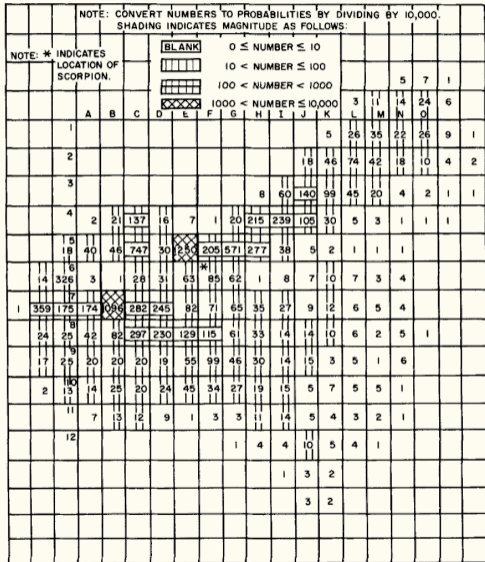 NOTE: CONVERT NUMBERS TO PROBABILITIES BY DIVIDING BY 10,000.
SHADING INDICATES MAGNITUDE AS FOLLOWS:
NOTE: * INDICATES
LOCATION OF
SCORPION.
BLANK 0 ≤ NUMBER ≤ 10
10 < NUMBER ≤ 100
100 < NUMBER < 1000
1000 < NUMBER ≤ 10,000
5 7 1
3 11 14 24 6
A B C D E F G H I J K L M N O
1 5 26 35 22 26 9 1
2 18 46 74 42 18 10 4 2
3 8 60 140 99 45 20 4 2 1 1
4 2 21 137 16 7 1 20 215 239 105 30 5 3 1 1 1
5 18 40 46 747 30 1250 205 571 277 38 5 2 1 1 1
6 *
14 326 3 1 28 31 63 85 62 1 8 7 10 7 3 4
7
1 359 175 174 1096 282 245 82 71 65 35 27 9 12 6 5 4
8
24 25 42 82 297 230 129 115 61 33 14 14 10 6 2 5 1
9
17 25 20 20 20 19 55 99 46 30 14 15 3 5 1 6
10
2 13 14 25 20 24 45 34 27 19 15 5 7 5 5 1
11 7 13 12 9 1 3 3 11 14 5 4 3 2 1
12 1 4 4 10 5 4 1
1 3 2
3 2